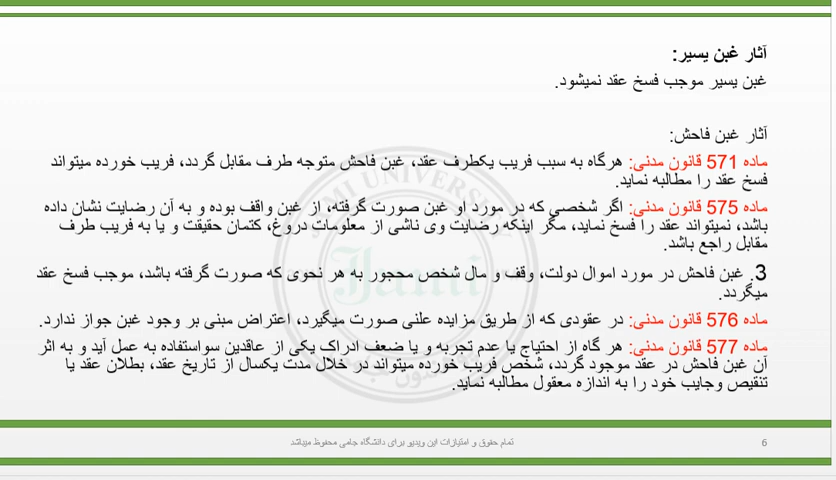 آثار غبن یسیر:
غبن یسیر موجب فسخ عقد نمیشود.
آثار غبن فاحش:
ماده 571 قانون مدنی: هرگاه به سبب فریب یکطرف عقد، غبن فاحش متوجه طرف مقابل گردد، فریب خورده میتواند
فسخ عقد را مطالبه نماید.
ماده 575 قانون مدنی: اگر شخصی که در مورد او غبن صورت گرفته، از غبن واقف بوده و به آن رضایت نشان داده
باشد، نمیتواند عقد را فسخ نماید، مگر اینکه رضایت وی ناشی از معلومات دروغ، کتمان حقیقت و یا به فریب طرف
مقابل راجع باشد.
3. غبن فاحش در مورد اموال دولت، وقف و مال شخص محجور به هر نحوی که صورت گرفته باشد، موجب فسخ عقد
میگردد.
ماده 576 قانون مدنی: در عقودی که از طریق مزایده علنی صورت میگیرد، اعتراض مبنی بر وجود غبن جواز ندارد.
ماده 577 قانون مدنی: هر گاه از احتیاج یا عدم تجربه و یا ضعف ادراک یکی از عاقدین سواستفاده به عمل آید و به اثر
آن غبن فاحش در عقد موجود گردد، شخص فریب خورده میتواند در خلال مدت یکسال از تاریخ عقد، بطلان عقد یا
تنقیص وجایب خود را به اندازه معقول مطالبه نماید.
JAMI UNIVERSITY
Jami
تمام حقوق و امتیازات این ویدیو برای دانشگاه جامی محفوظ میباشد
6